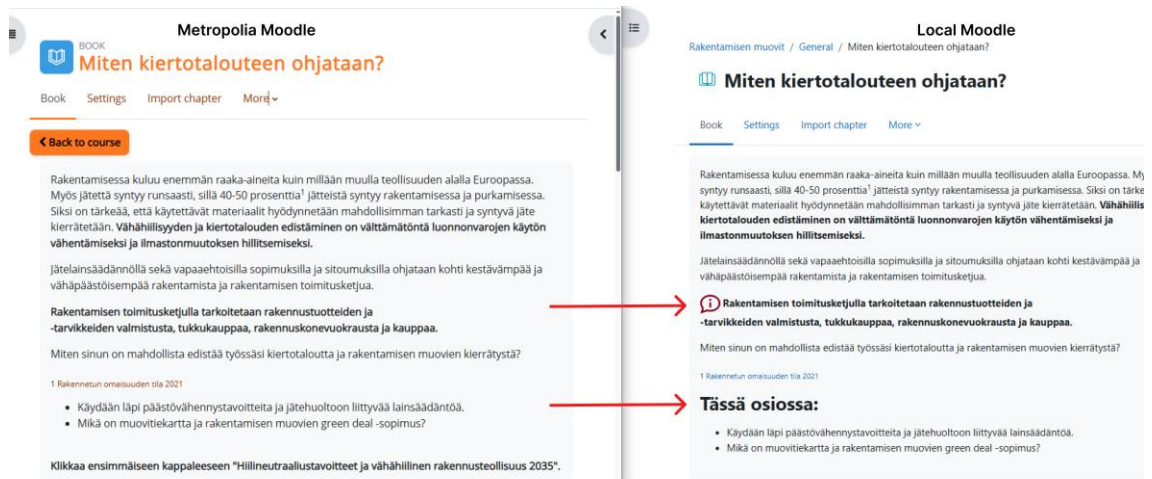 Metropolia Moodle
BOOK
Miten kiertotalouteen ohjataan?
Book Settings Import chapter More
Back to course
Rakentamisessa kuluu enemmän raaka-aineita kuin millään muulla teollisuuden alalla Euroopassa.
Myös jätettä syntyy runsaasti, sillä 40-50 prosenttia¹ jätteistä syntyy rakentamisessa ja purkamisessa.
Siksi on tärkeää, että käytettävät materiaalit hyödynnetään mahdollisimman tarkasti ja syntyvä jäte
kierrätetään. Vähähiilisyyden ja kiertotalouden edistäminen on välttämätöntä luonnonvarojen käytön
vähentämiseksi ja ilmastonmuutoksen hillitsemiseksi.
Jätelainsäädännöllä sekä vapaaehtoisilla sopimuksilla ja sitoumuksilla ohjataan kohti kestävämpää ja
vähäpäästöisempää rakentamista ja rakentamisen toimitusketjua.
Rakentamisen toimitusketjulla tarkoitetaan rakennustuotteiden ja
-tarvikkeiden valmistusta, tukkukauppaa, rakennuskonevuokrausta ja kauppaa.
Miten sinun on mahdollista edistää työssäsi kiertotaloutta ja rakentamisen muovien kierrätystä?
1 Rakennetun omaisuuden tila 2021
• Käydään läpi päästövähennystavoitteita ja jätehuoltoon liittyvää lainsäädäntöä.
• Mikä on muovitiekartta ja rakentamisen muovien green deal -sopimus?
Klikkaa ensimmäiseen kappaleeseen "Hiilineutraaliustavoitteet ja vähähiilinen rakennusteollisuus 2035".
Local Moodle
Rakentamisen muovit / General / Miten kiertotalouteen ohjataan?
Miten kiertotalouteen ohjataan?
Book Settings Import chapter More
Rakentamisessa kuluu enemmän raaka-aineita kuin millään muulla teollisuuden alalla Euroopassa. My
syntyy runsaasti, sillä 40-50 prosenttia¹ jätteistä syntyy rakentamisessa ja purkamisessa. Siksi on tärke
käytettävät materiaalit hyödynnetään mahdollisimman tarkasti ja syntyvä jäte kierrätetään. Vähähiilis
kiertotalouden edistäminen on välttämätöntä luonnonvarojen käytön vähentämiseksi ja
ilmastonmuutoksen hillitsemiseksi.
Jätelainsäädännöllä sekä vapaaehtoisilla sopimuksilla ja sitoumuksilla ohjataan kohti kestävämpää ja
vähäpäästöisempää rakentamista ja rakentamisen toimitusketjua.
Rakentamisen toimitusketjulla tarkoitetaan rakennustuotteiden ja
-tarvikkeiden valmistusta, tukkukauppaa, rakennuskonevuokrausta ja kauppaa.
Miten sinun on mahdollista edistää työssäsi kiertotaloutta ja rakentamisen muovien kierrätystä?
1 Rakennetun omaisuuden tila 2021
Tässä osiossa:
• Käydään läpi päästövähennystavoitteita ja jätehuoltoon liittyvää lainsäädäntöä.
• Mikä on muovitiekartta ja rakentamisen muovien green deal -sopimus?